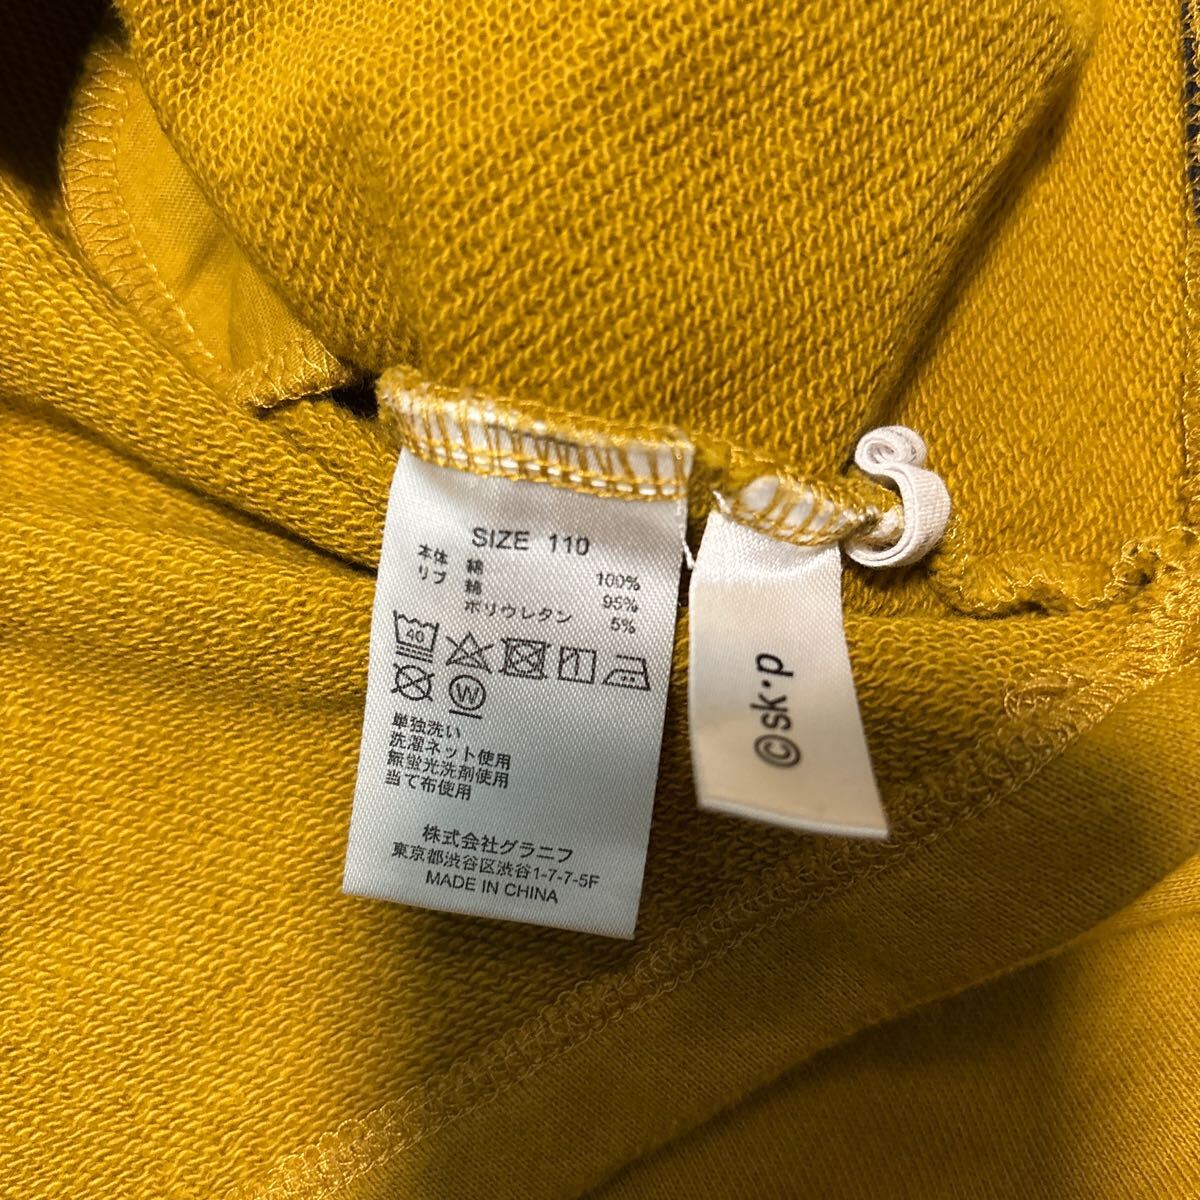 SIZE 110
本体 綿 100%
リブ 綿 95%
ポリウレタン 5%
40
W
単独洗い
洗濯ネット使用
無蛍光洗剤使用
当て布使用
株式会社グラニフ
東京都渋谷区渋谷1-7-7-5F
MADE IN CHINA
©sk・p